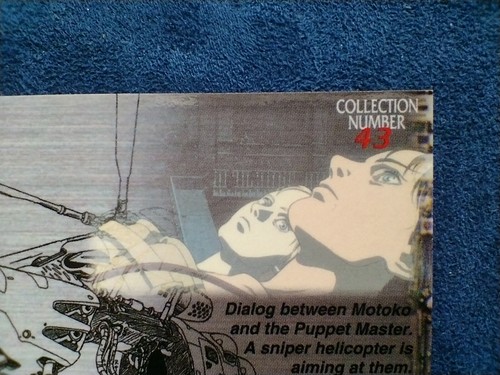 COLLECTION
NUMBER
43
Dialog between Motoko
and the Puppet Master.
A sniper helicopter is
aiming at them.